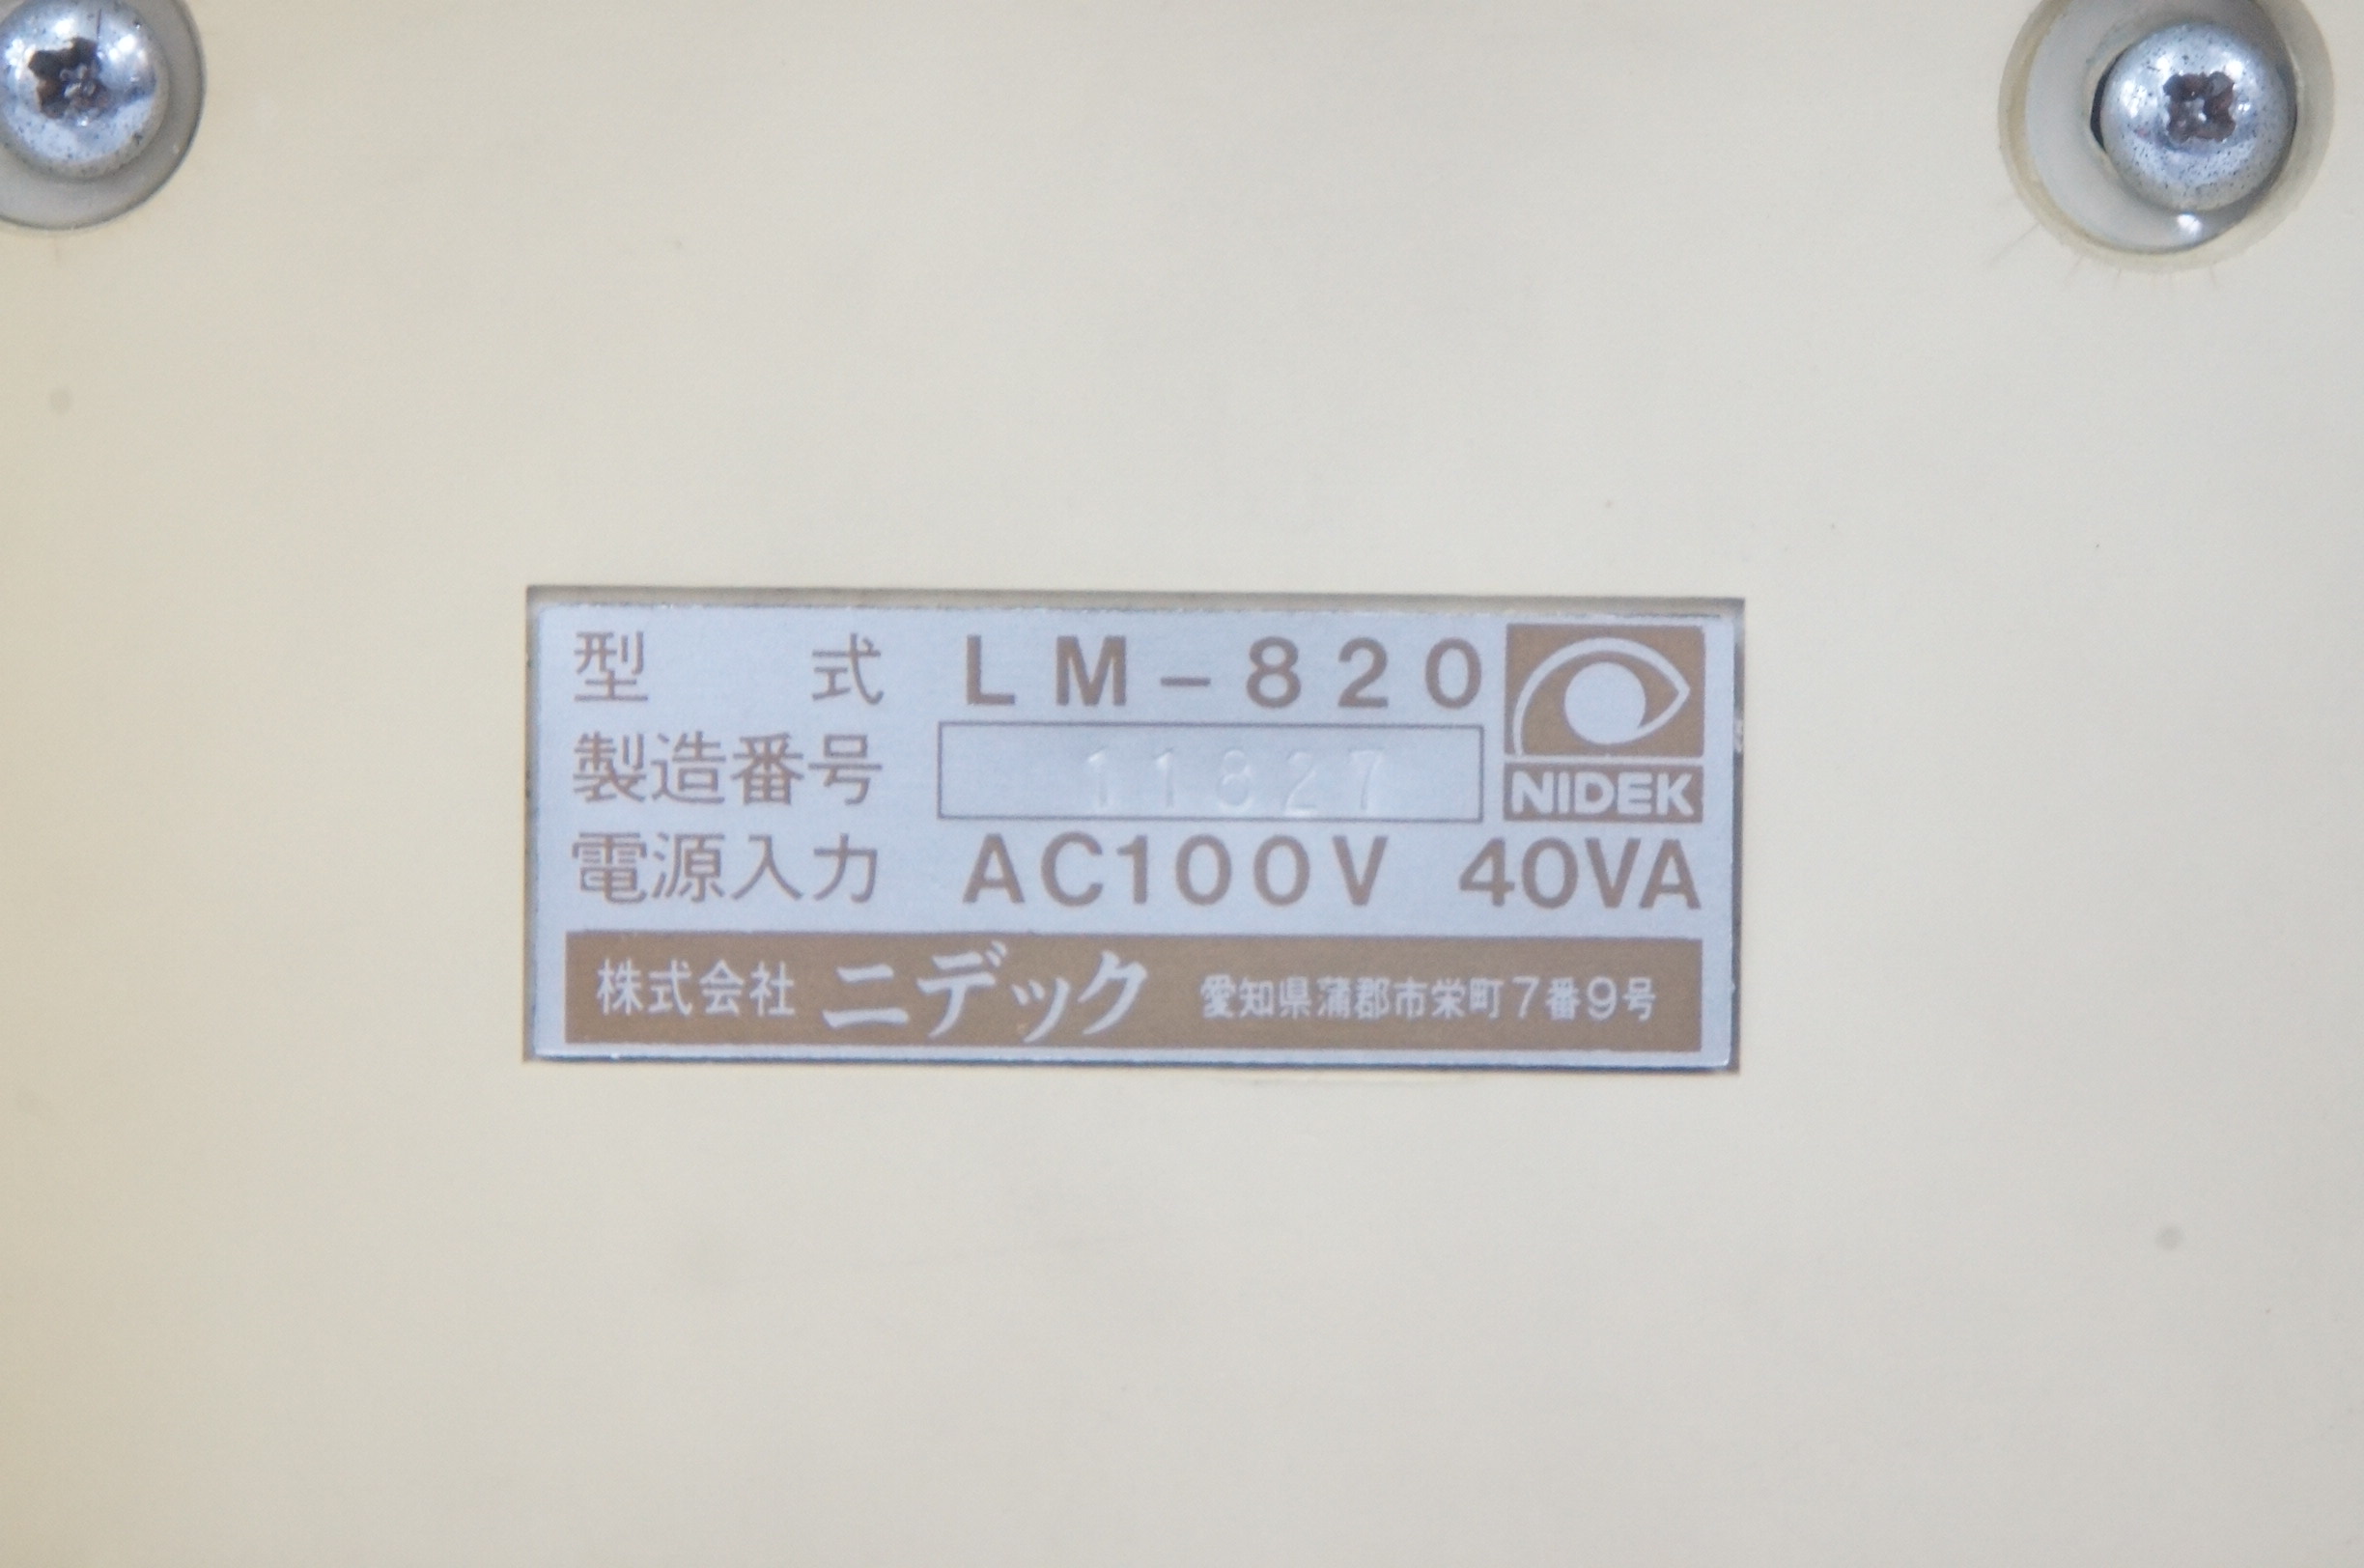 型式 LM-820
製造番号 11827
NIDEK
電源入力 AC100V 40VA
株式会社 ニデック 愛知県蒲郡市栄町7番9号